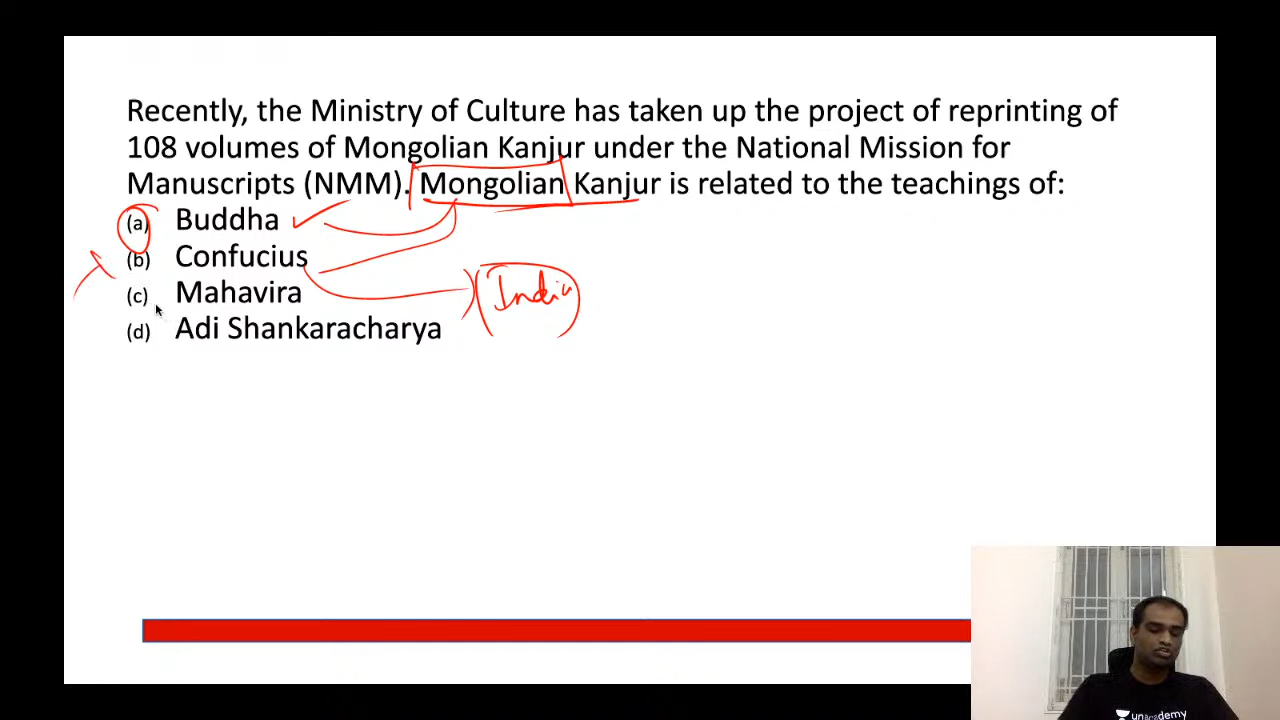 Recently, the Ministry of Culture has taken up the project of reprinting of
108 volumes of Mongolian Kanjur under the National Mission for
Manuscripts (NMM). Mongolian Kanjur is related to the teachings of:
(a) Buddha
(b) Confucius
(c) Mahavira
(d) Adi Shankaracharya
India
unacademy